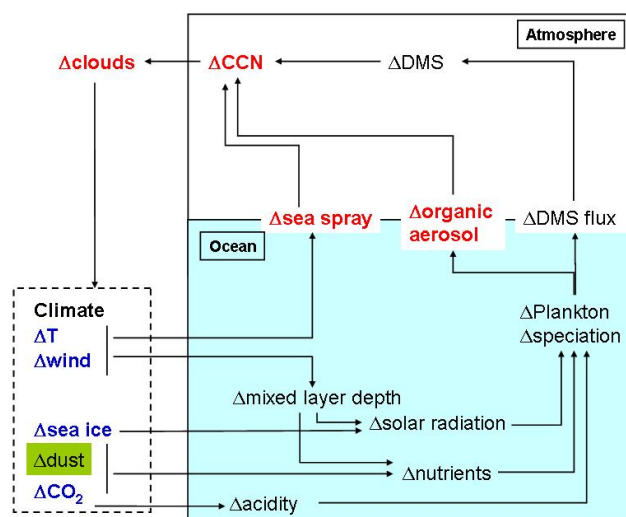 Atmosphere
Δclouds
ΔCCN
ΔDMS
Δsea spray
Δorganic
aerosol
ΔDMS flux
Ocean
Climate
ΔT
Δwind
ΔPlankton
Δspeciation
Δmixed layer depth
Δsolar radiation
Δsea ice
Δdust
Δnutrients
ΔCO₂
Δacidity